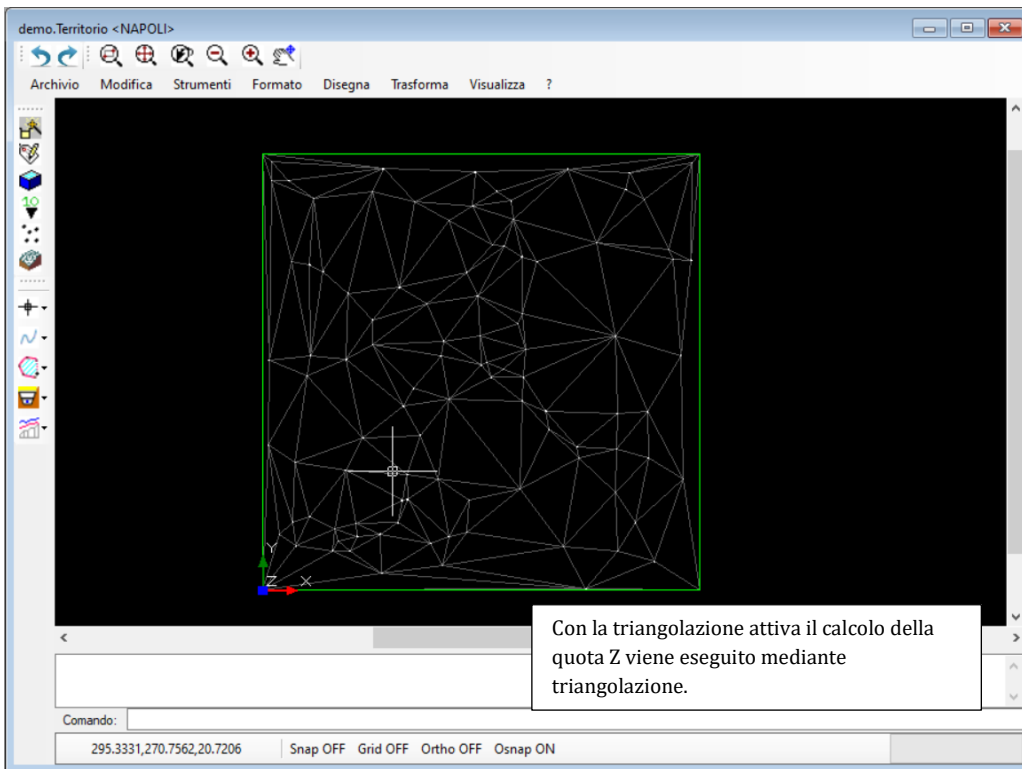 demo.Territorio <NAPOLI>
Archivio Modifica Strumenti Formato Disegna Trasforma Visualizza ?
10
Y
Z X
Con la triangolazione attiva il calcolo della
quota Z viene eseguito mediante
triangolazione.
Comando:
295.3331,270.7562,20.7206 Snap OFF Grid OFF Ortho OFF Osnap ON